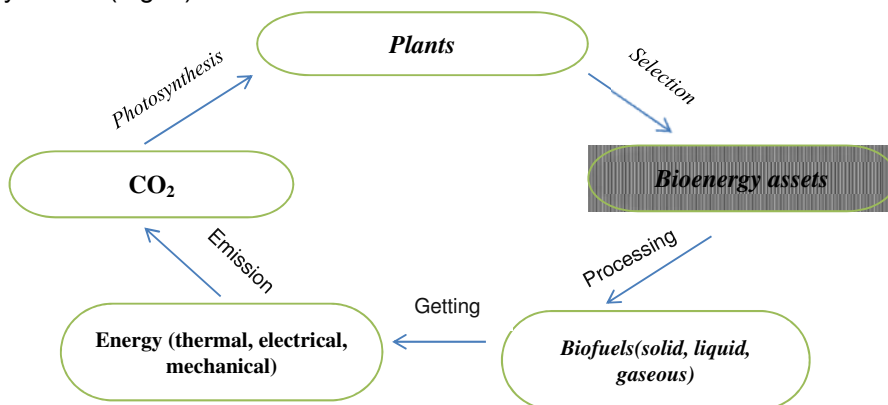 Plants
Photosynthesis
Selection
CO₂
Bioenergy assets
Emission
Processing
Getting
Energy (thermal, electrical,
mechanical)
Biofuels(solid, liquid,
gaseous)